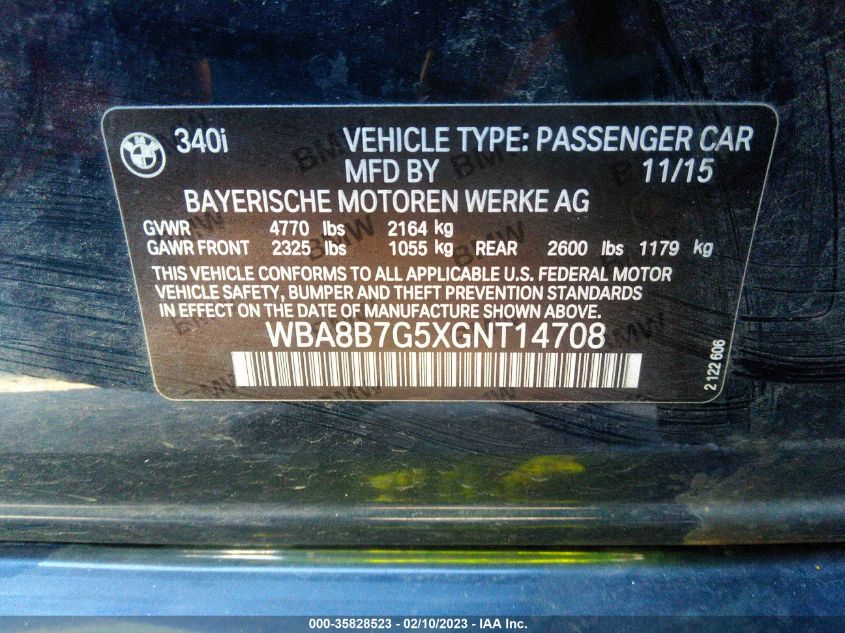 340i VEHICLE TYPE: PASSENGER CAR
MFD BY 11/15
BAYERISCHE MOTOREN WERKE AG
GVWR 4770 lbs 2164 kg
GAWR FRONT 2325 lbs 1055 kg REAR 2600 lbs 1179 kg
THIS VEHICLE CONFORMS TO ALL APPLICABLE U.S. FEDERAL MOTOR
VEHICLE SAFETY, BUMPER AND THEFT PREVENTION STANDARDS
IN EFFECT ON THE DATE OF MANUFACTURE SHOWN ABOVE.
WBA8B7G5XGNT14708
2 122 606
000-35828523 - 02/10/2023 - IAA Inc.